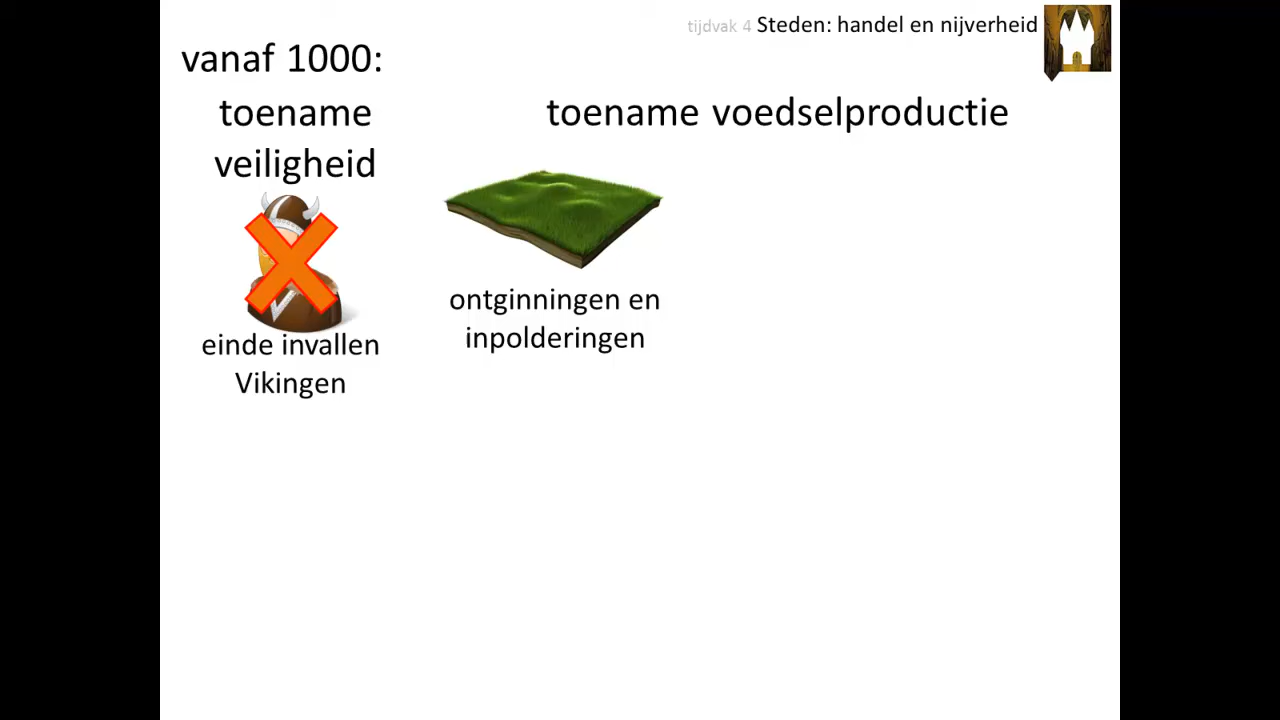 tijdvak 4 Steden: handel en nijverheid
vanaf 1000:
toename
veiligheid
einde invallen
Vikingen
toename voedselproductie
ontginningen en
inpolderingen